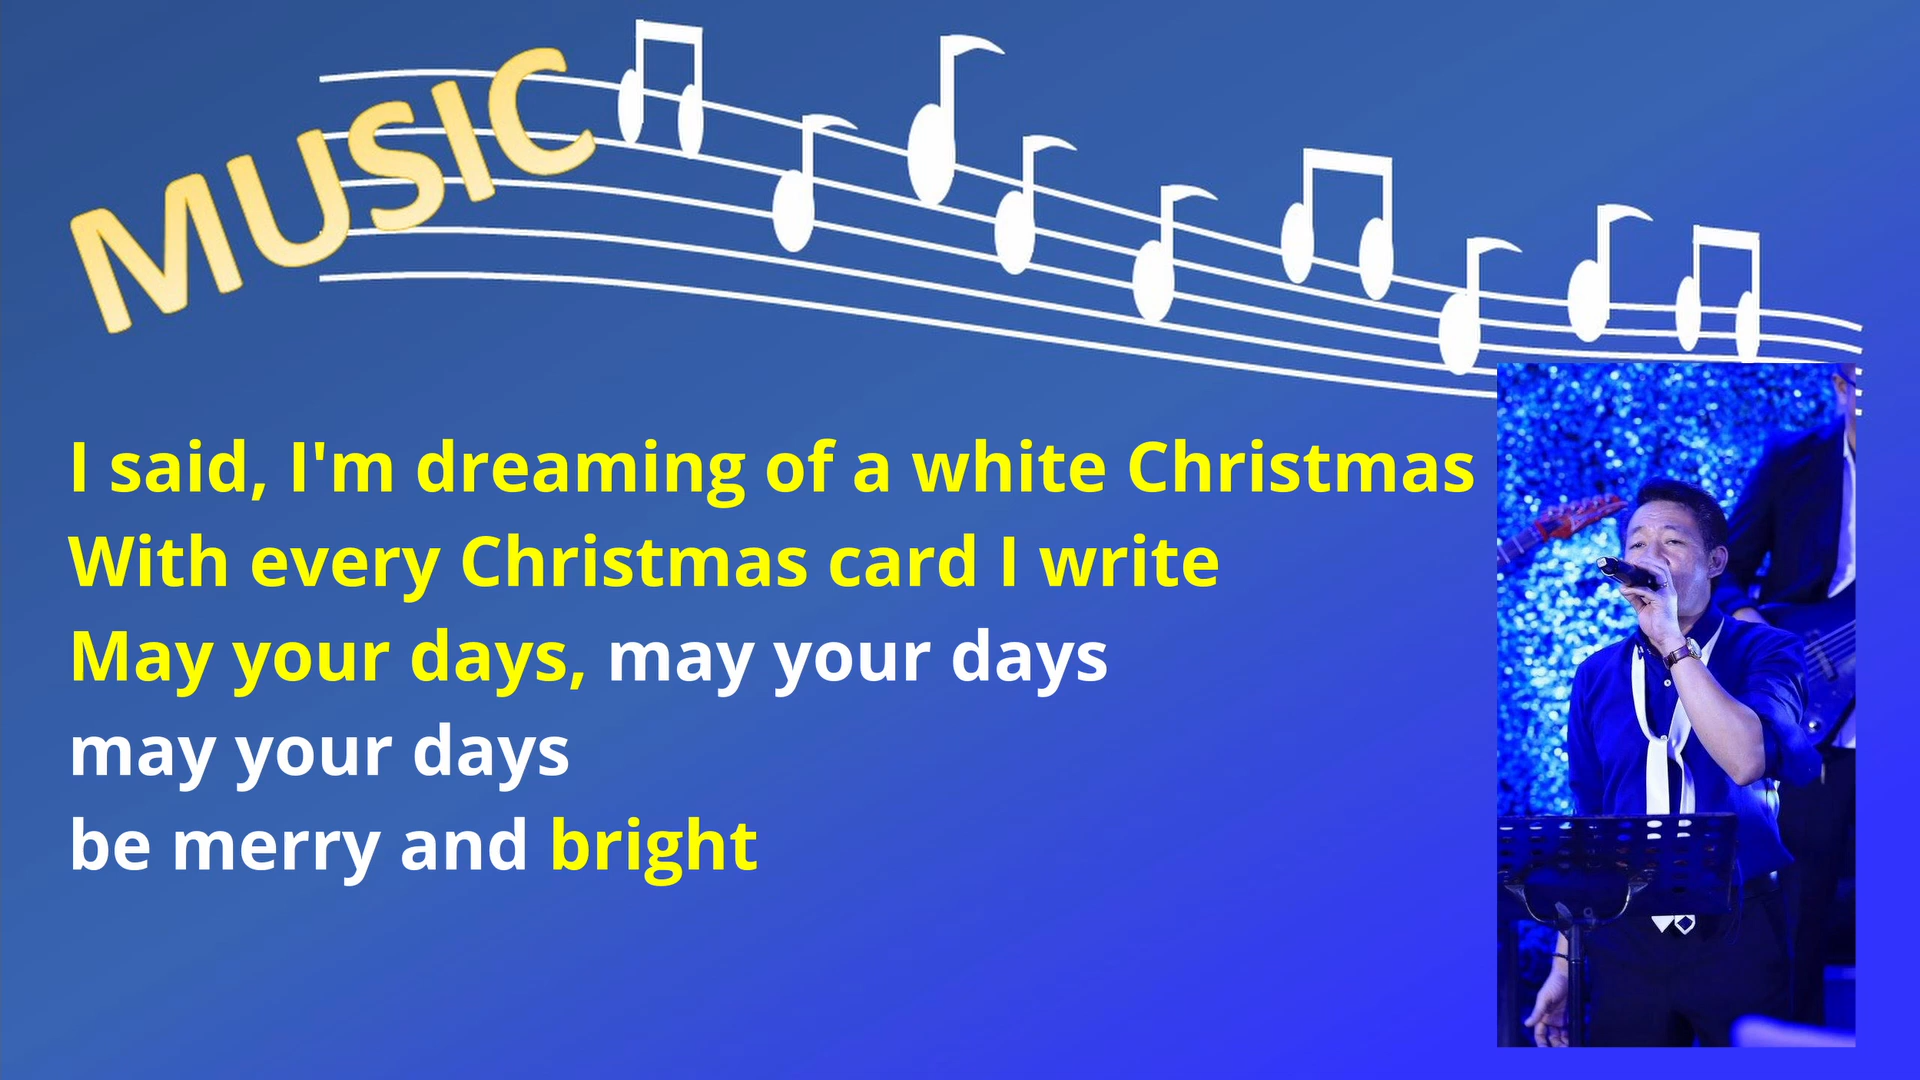 MUSIC
I said, I'm dreaming of a white Christmas
With every Christmas card I write
May your days, may your days
may your days
be merry and bright